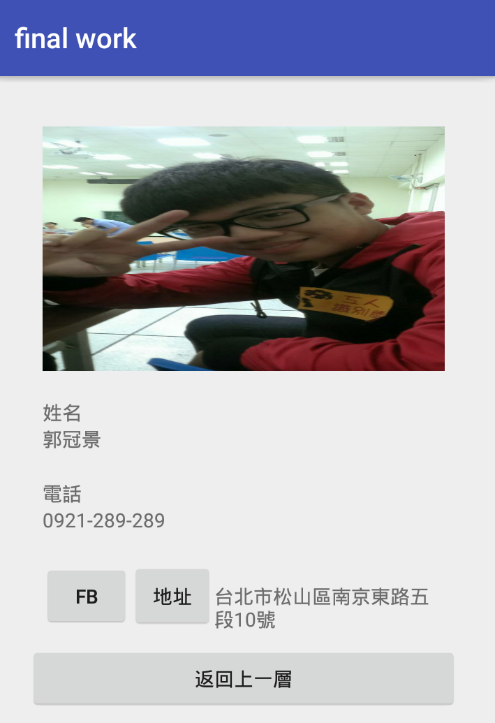 final work
姓名
郭冠景
電話
0921-289-289
FB
地址
台北市松山區南京東路五
段10號
返回上一層